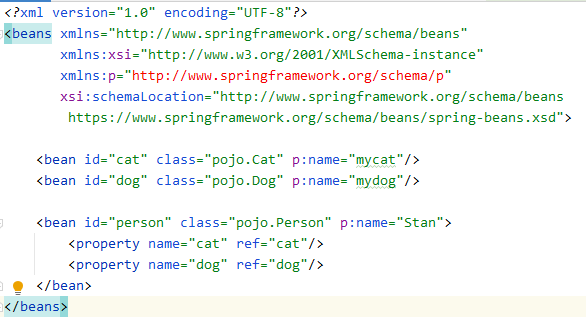 <?xml version="1.0" encoding="UTF-8"?>
<beans xmlns="http://www.springframework.org/schema/beans"
xmlns:xsi="http://www.w3.org/2001/XMLSchema-instance"
xmlns:p="http://www.springframework.org/schema/p"
xsi:schemaLocation="http://www.springframework.org/schema/beans
https://www.springframework.org/schema/beans/spring-beans.xsd">
<bean id="cat" class="pojo.Cat" p:name="mycat"/>
<bean id="dog" class="pojo.Dog" p:name="mydog"/>
<bean id="person" class="pojo.Person" p:name="Stan">
<property name="cat" ref="cat"/>
<property name="dog" ref="dog"/>
</bean>
</beans>